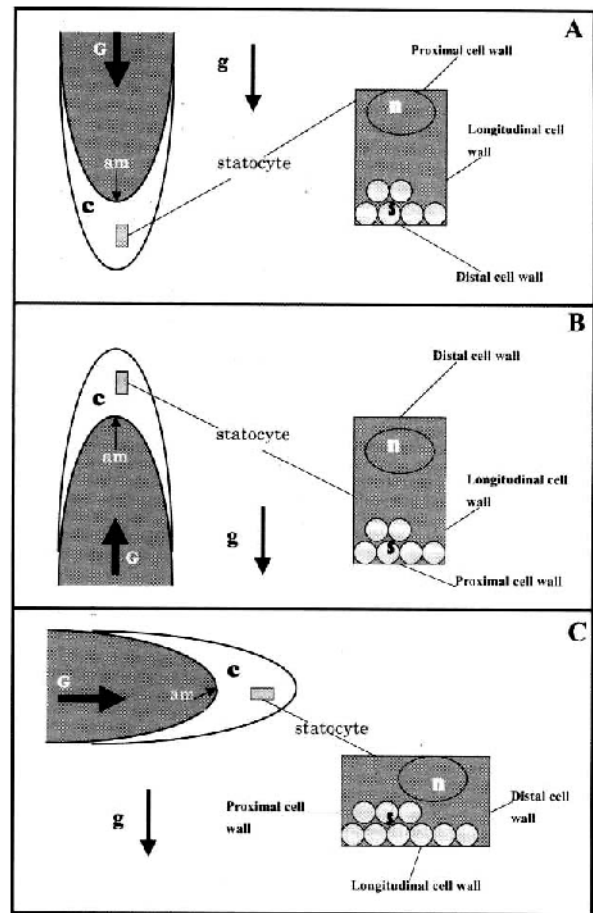 A
G
g
Proximal cell wall
n
Longitudinal cell
wall
am
statocyte
c
s
Distal cell wall
B
Distal cell wall
c
n
statocyte
am
Longitudinal cell
wall
g
s
G
Proximal cell wall
C
c
G
am
statocyte
n
g
Proximal cell
wall
s
Distal cell
wall
Longitudinal cell wall